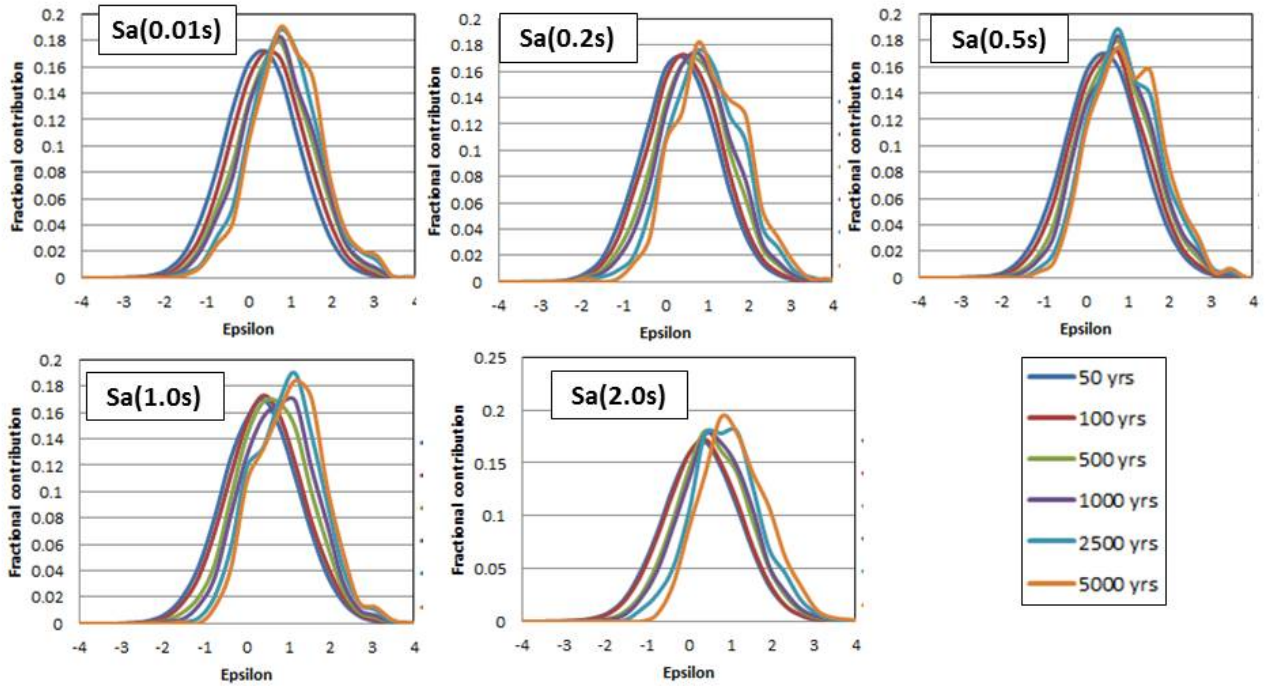 Sa(0.01s)
0.2
0.18
0.16
0.14
0.12
0.1
0.08
0.06
0.04
0.02
0
Fractional contribution
-4 -3 -2 -1 0 1 2 3 4
Epsilon
Sa(0.2s)
0.2
0.18
0.16
0.14
0.12
0.1
0.08
0.06
0.04
0.02
0
Fractional contribution
-4 -3 -2 -1 0 1 2 3 4
Epsilon
Sa(0.5s)
0.2
0.18
0.16
0.14
0.12
0.1
0.08
0.06
0.04
0.02
0
Fractional contribution
-4 -3 -2 -1 0 1 2 3 4
Epsilon
Sa(1.0s)
0.2
0.18
0.16
0.14
0.12
0.1
0.08
0.06
0.04
0.02
0
Fractional contribution
-4 -3 -2 -1 0 1 2 3 4
Epsilon
Sa(2.0s)
0.25
0.2
0.15
0.1
0.05
0
Fractional contribution
-4 -3 -2 -1 0 1 2 3 4
Epsilon
50 yrs
100 yrs
500 yrs
1000 yrs
2500 yrs
5000 yrs